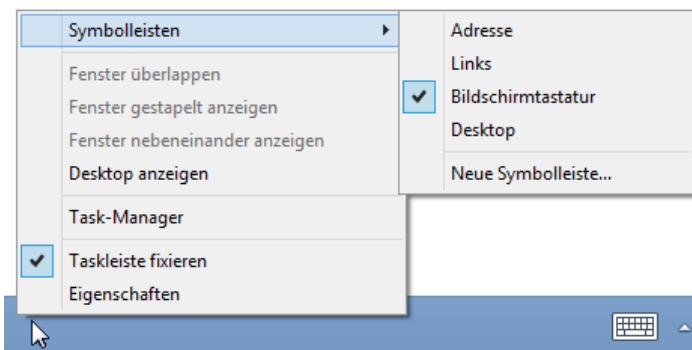 Symbolleisten
Fenster überlappen
Fenster gestapelt anzeigen
Fenster nebeneinander anzeigen
Desktop anzeigen
Task-Manager
Taskleiste fixieren
Eigenschaften
Adresse
Links
Bildschirmtastatur
Desktop
Neue Symbolleiste...